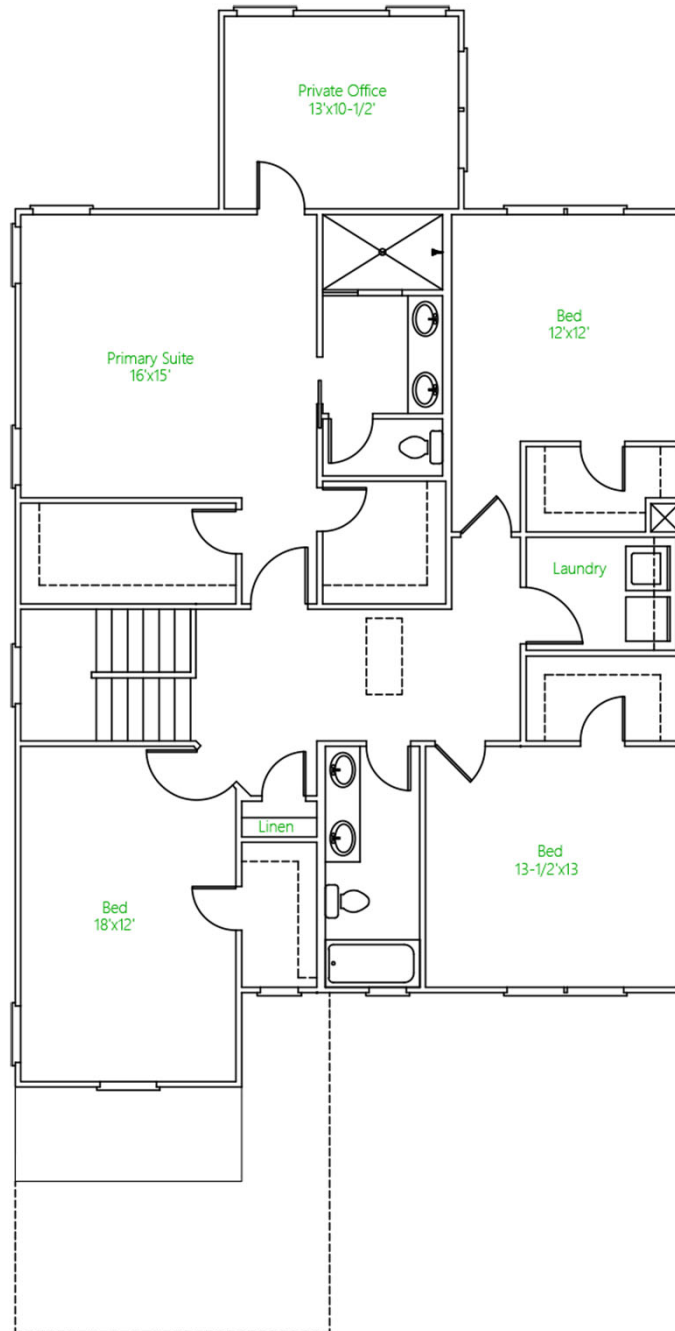 Private Office
13'x10-1/2'
Primary Suite
16'x15'
Bed
12'x12'
Laundry
Linen
Bed
13-1/2'x13
Bed
18'x12'